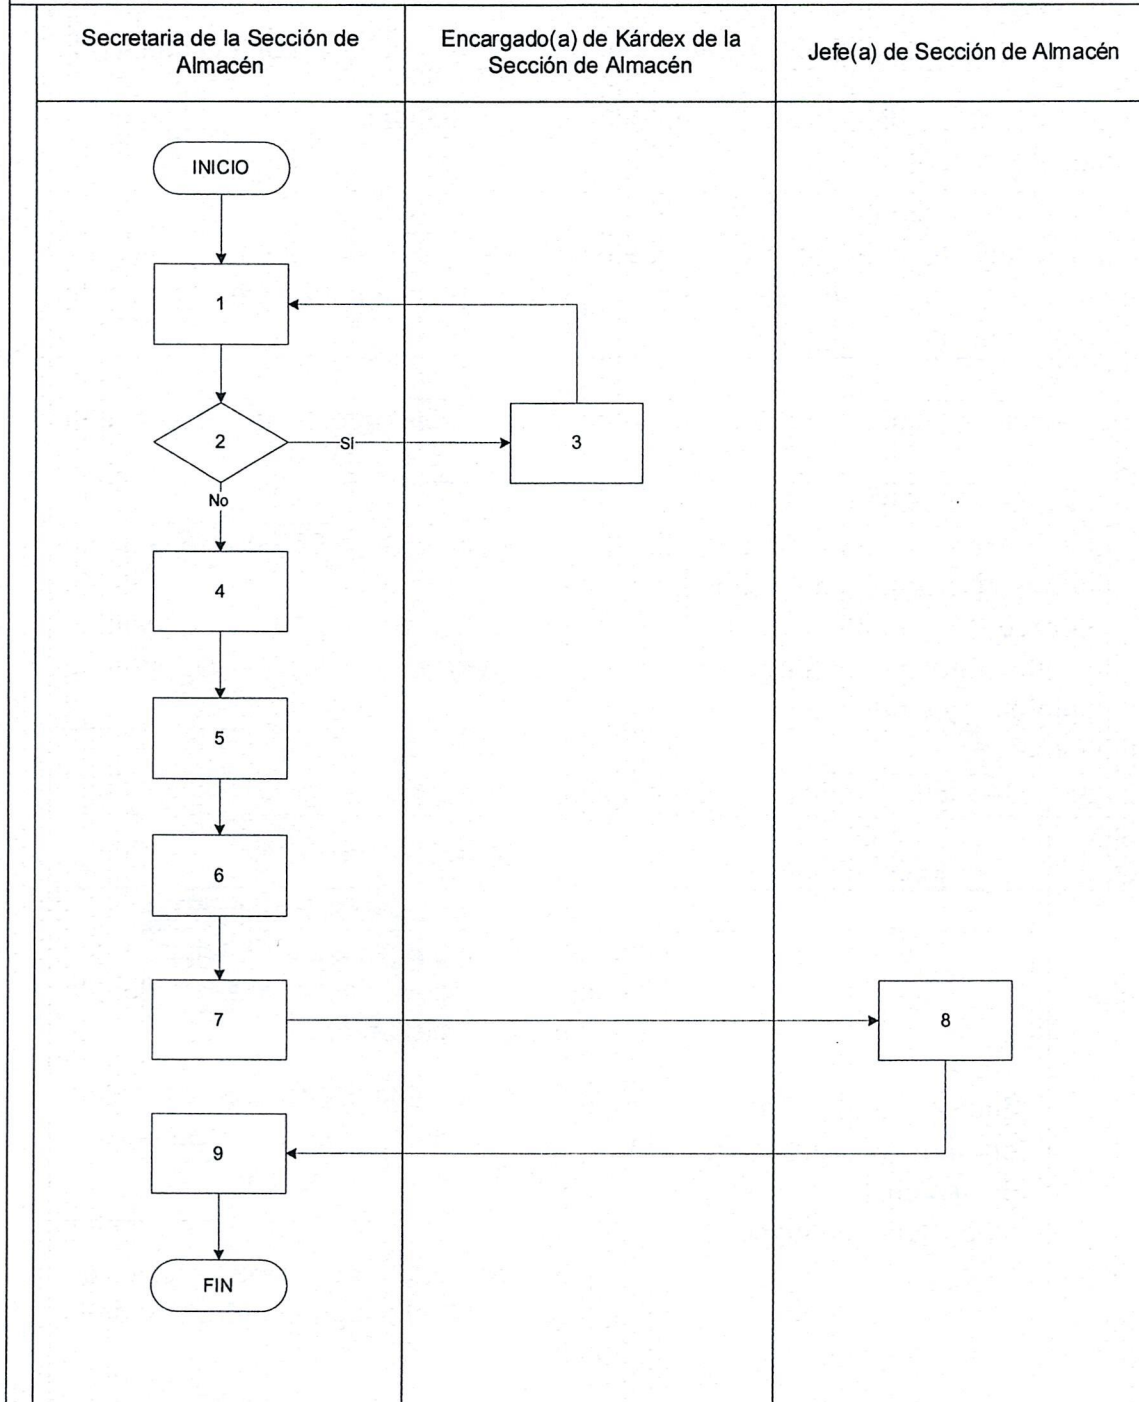 Secretaria de la Sección de
Almacén
Encargado(a) de Kárdex de la
Sección de Almacén
Jefe(a) de Sección de Almacén
INICIO
1
2
SÍ
3
No
4
5
6
7
8
9
FIN